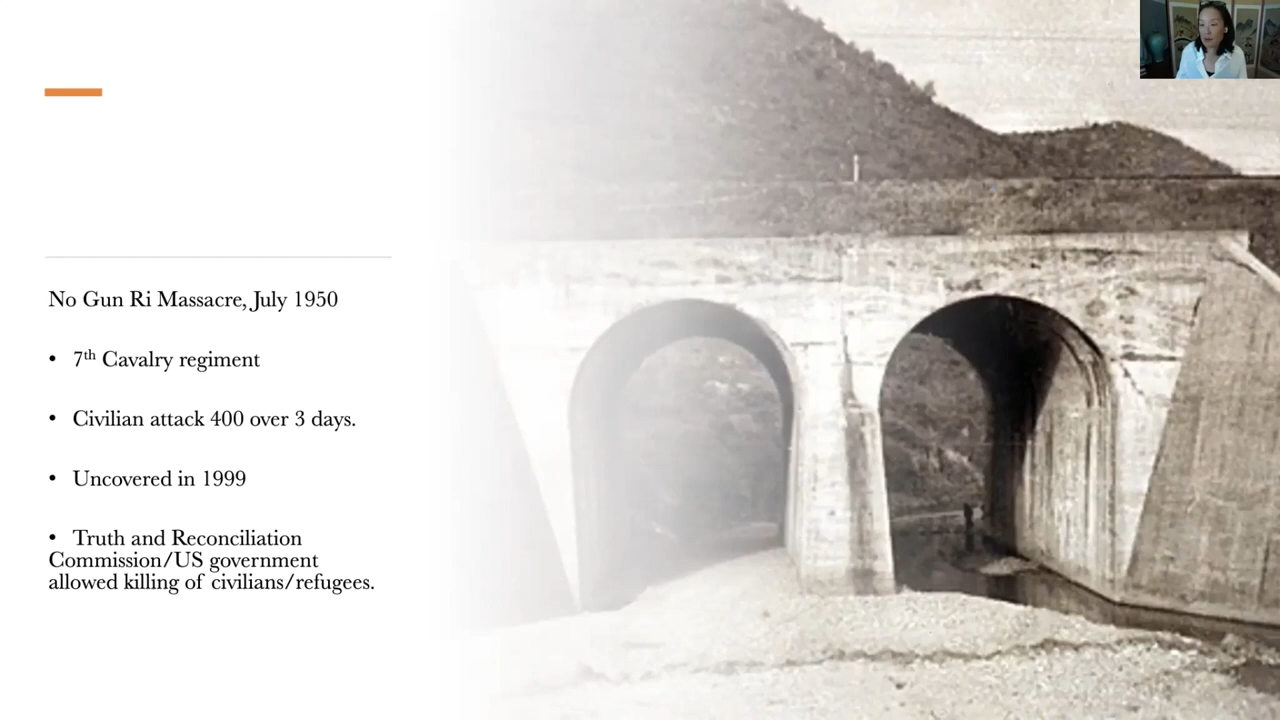 No Gun Ri Massacre, July 1950
• 7th Cavalry regiment
• Civilian attack 400 over 3 days.
• Uncovered in 1999
• Truth and Reconciliation
Commission/US government
allowed killing of civilians/refugees.